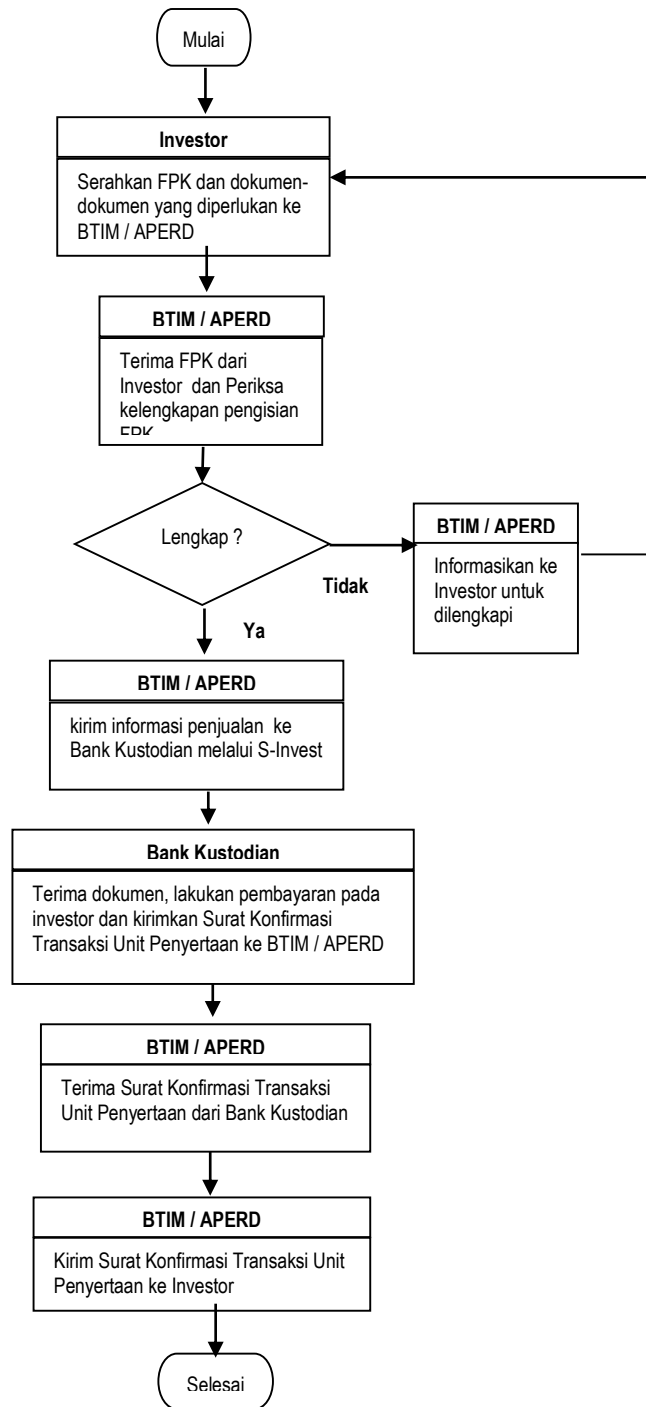 Mulai
Investor
Serahkan FPK dan dokumen-
dokumen yang diperlukan ke
BTIM / APERD
BTIM / APERD
Terima FPK dari
Investor dan Periksa
kelengkapan pengisian
FPK
Lengkap ?
Tidak
BTIM / APERD
Informasikan ke
Investor untuk
dilengkapi
Ya
BTIM / APERD
kirim informasi penjualan ke
Bank Kustodian melalui S-Invest
Bank Kustodian
Terima dokumen, lakukan pembayaran pada
investor dan kirimkan Surat Konfirmasi
Transaksi Unit Penyertaan ke BTIM / APERD
BTIM / APERD
Terima Surat Konfirmasi Transaksi
Unit Penyertaan dari Bank Kustodian
BTIM / APERD
Kirim Surat Konfirmasi Transaksi Unit
Penyertaan ke Investor
Selesai